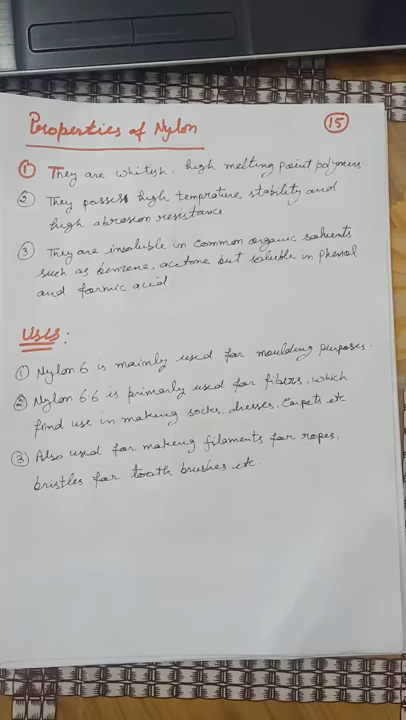 Properties of Nylon
15
① They are whitish, high melting point polymers
② They possess high temprature, stability and
high abrasion resistance
③ They are insoluble in common organic solvents
such as benzene, acetone but soluble in Phenol
and formic acid.
Uses:
① Nylon 6 is mainly used for moulding purposes.
② Nylon 6·6 is primarly used for fibers, which
find use in making socks, dresses, Carpets etc
③ Also used for making filaments for ropes,
bristles for tooth brushes etc.